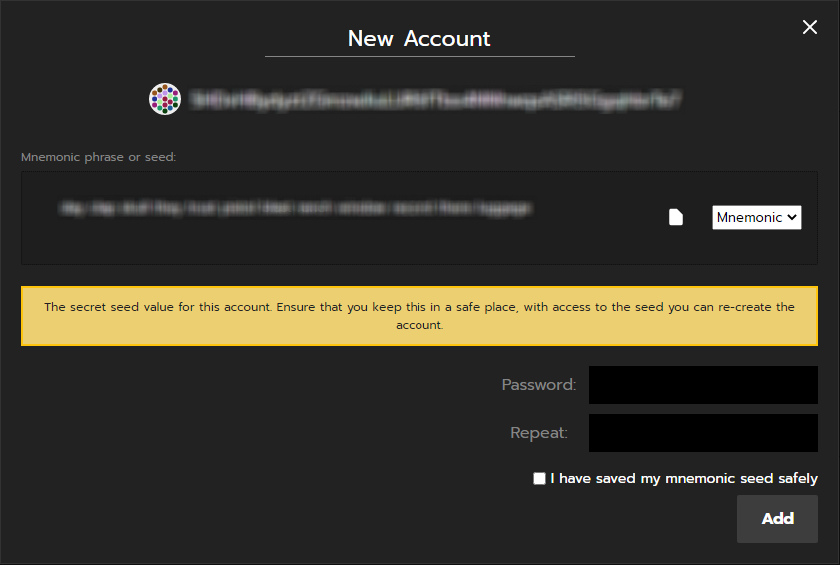 New Account
Mnemonic phrase or seed:
Mnemonic
The secret seed value for this account. Ensure that you keep this in a safe place, with access to the seed you can re-create the
account.
Password:
Repeat:
I have saved my mnemonic seed safely
Add